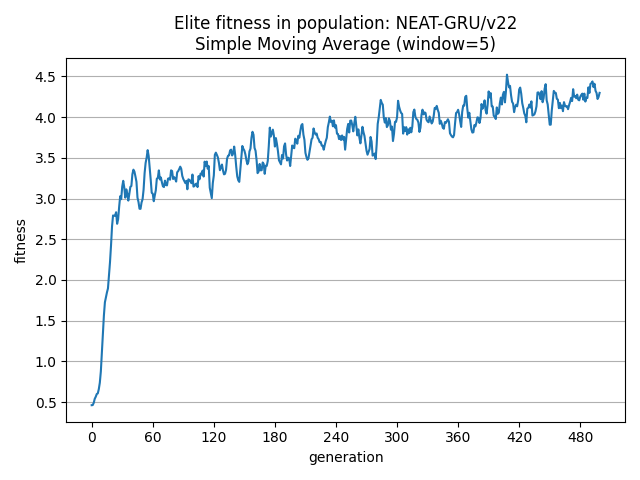 Elite fitness in population: NEAT-GRU/v22
Simple Moving Average (window=5)
fitness
4.5
4.0
3.5
3.0
2.5
2.0
1.5
1.0
0.5
0 60 120 180 240 300 360 420 480
generation